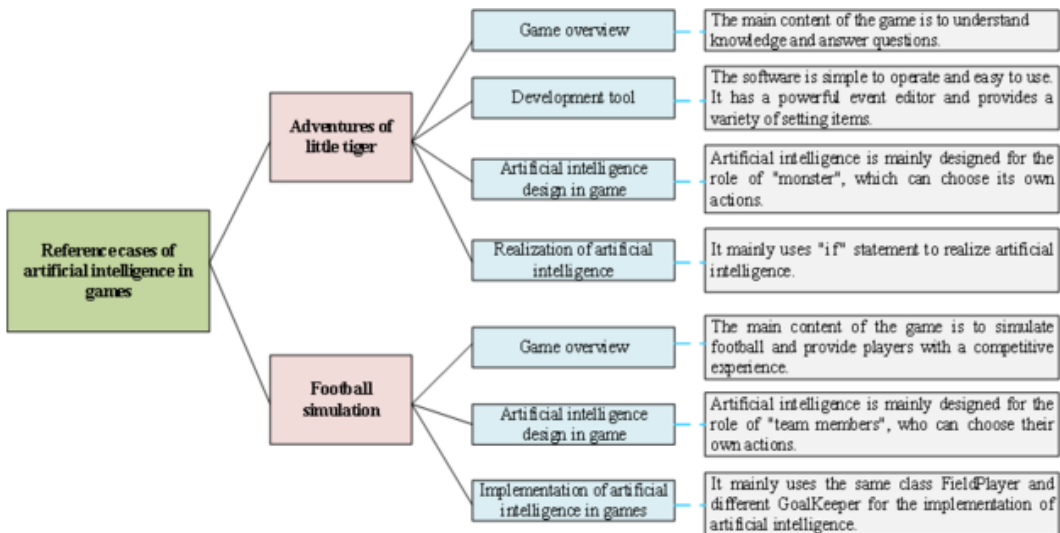 Reference cases of
artificial intelligence in
games
Adventures of
little tiger
Game overview
The main content of the game is to understand
knowledge and answer questions.
Development tool
The software is simple to operate and easy to use.
It has a powerful event editor and provides a
variety of setting items.
Artificial intelligence
design in game
Artificial intelligence is mainly designed for the
role of "monster", which can choose its own
actions.
Realization of artificial
intelligence
It mainly uses "if" statement to realize artificial
intelligence.
Football
simulation
Game overview
The main content of the game is to simulate
football and provide players with a competitive
experience.
Artificial intelligence
design in game
Artificial intelligence is mainly designed for the
role of "team members", who can choose their
own actions.
Implementation of artificial
intelligence in games
It mainly uses the same class FieldPlayer and
different GoalKeeper for the implementation of
artificial intelligence.